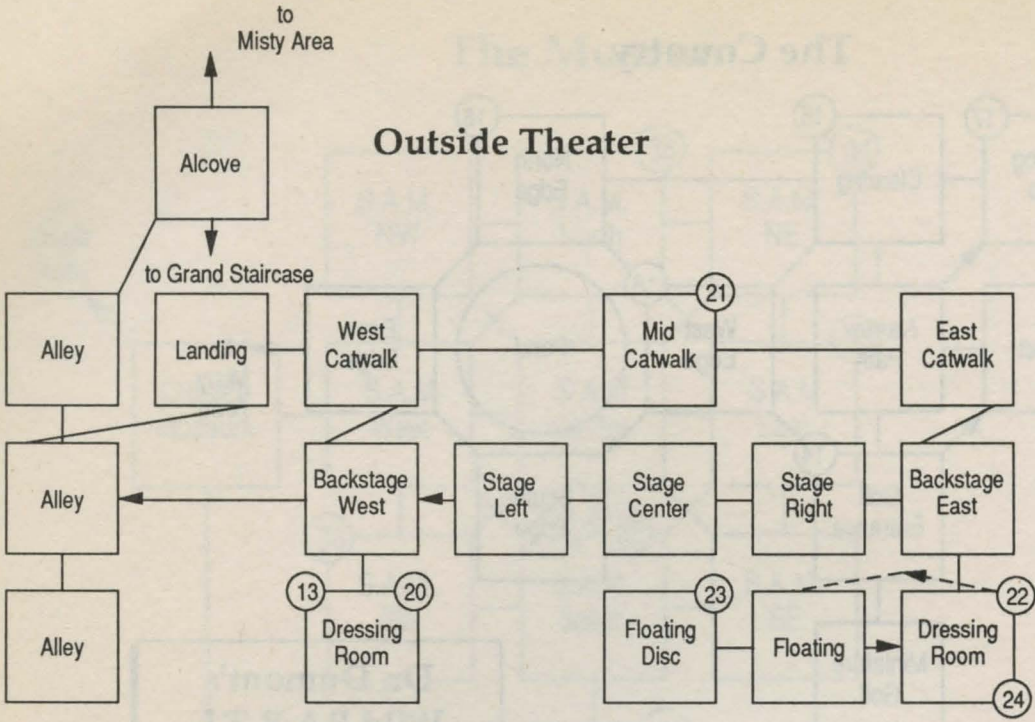 to
Misty Area
Alcove
Outside Theater
to Grand Staircase
Alley
Landing
West
Catwalk
21
Mid
Catwalk
East
Catwalk
Alley
Backstage
West
Stage
Left
Stage
Center
Stage
Right
Backstage
East
Alley
13
20
Dressing
Room
23
Floating
Disc
Floating
22
Dressing
Room
24
The Country